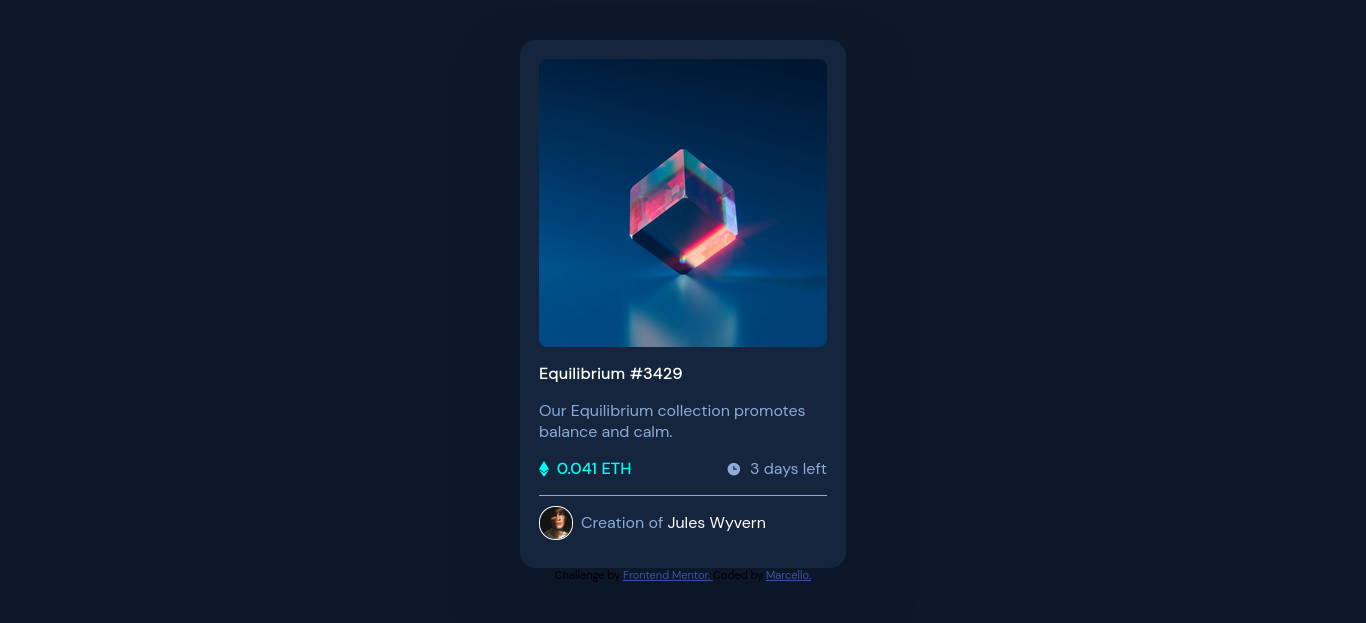 Equilibrium #3429
Our Equilibrium collection promotes
balance and calm.
0.041 ETH
3 days left
Creation of Jules Wyvern
Challenge by Frontend Mentor. Coded by Marcello.